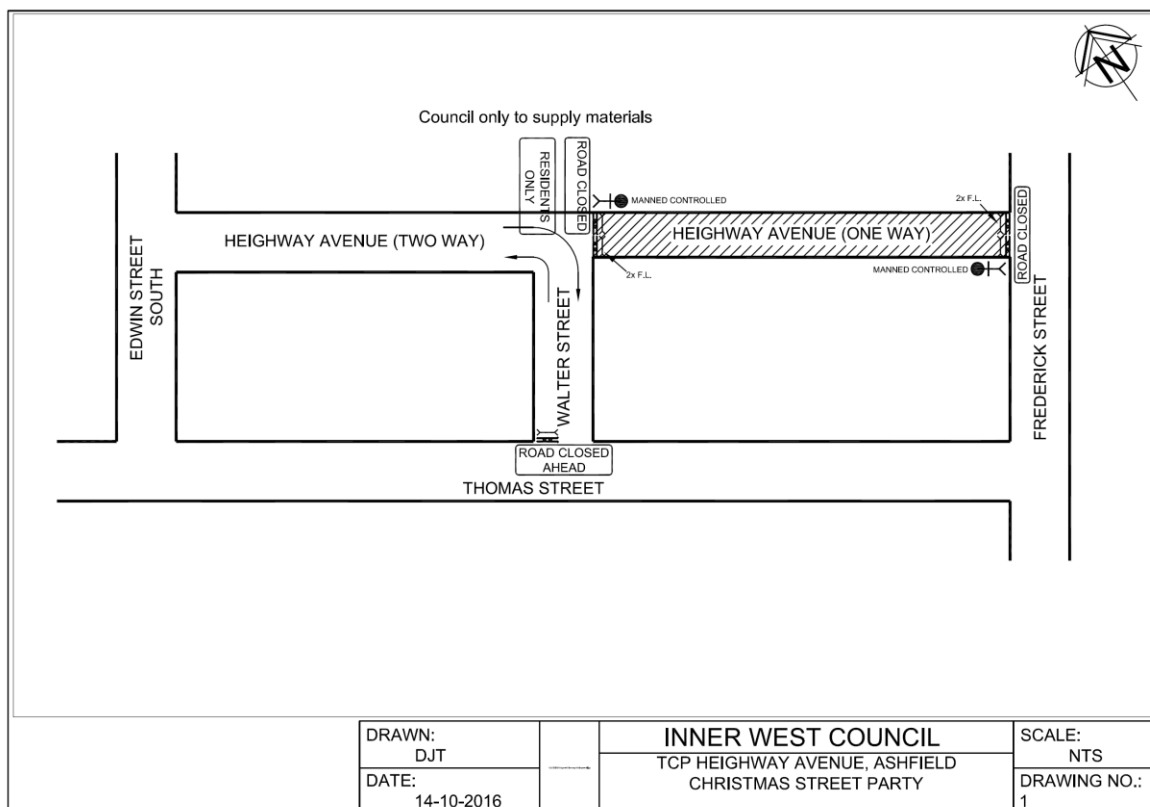 N
Council only to supply materials
RESIDENTS
ONLY
ROAD CLOSED
MANNED CONTROLLED
2x F.L.
ROAD CLOSED
HEIGHWAY AVENUE (TWO WAY)
HEIGHWAY AVENUE (ONE WAY)
2x F.L.
MANNED CONTROLLED
EDWIN STREET
SOUTH
WALTER STREET
FREDERICK STREET
ROAD CLOSED
AHEAD
THOMAS STREET
DRAWN:
DJT
DATE:
14-10-2016
INNER WEST COUNCIL
TCP HEIGHWAY AVENUE, ASHFIELD
CHRISTMAS STREET PARTY
SCALE:
NTS
DRAWING NO.:
1